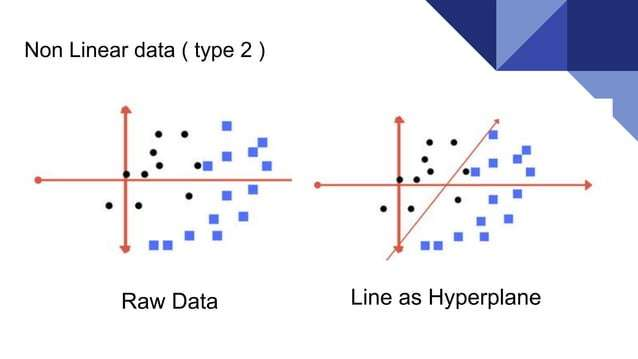 Non Linear data ( type 2 )
Raw Data
Line as Hyperplane